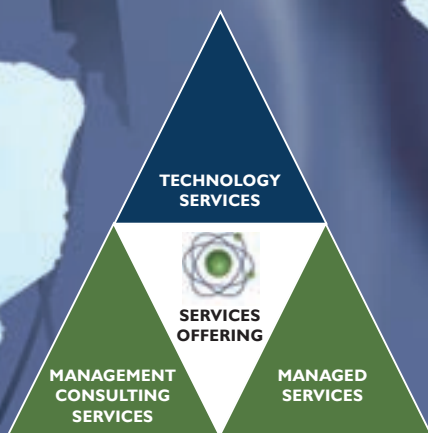 TECHNOLOGY
SERVICES
SERVICES
OFFERING
MANAGEMENT
CONSULTING
SERVICES
MANAGED
SERVICES